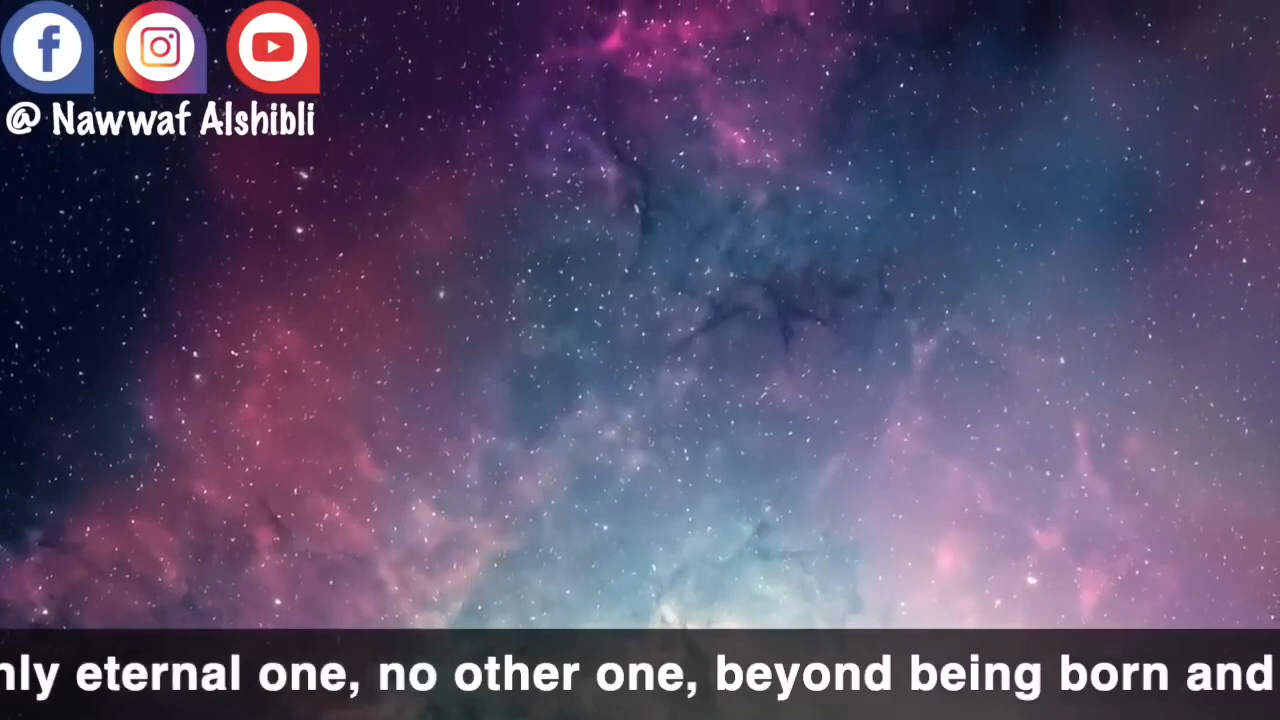 @ Nawwaf Alshibli
eternal one, no other one, beyond being born and